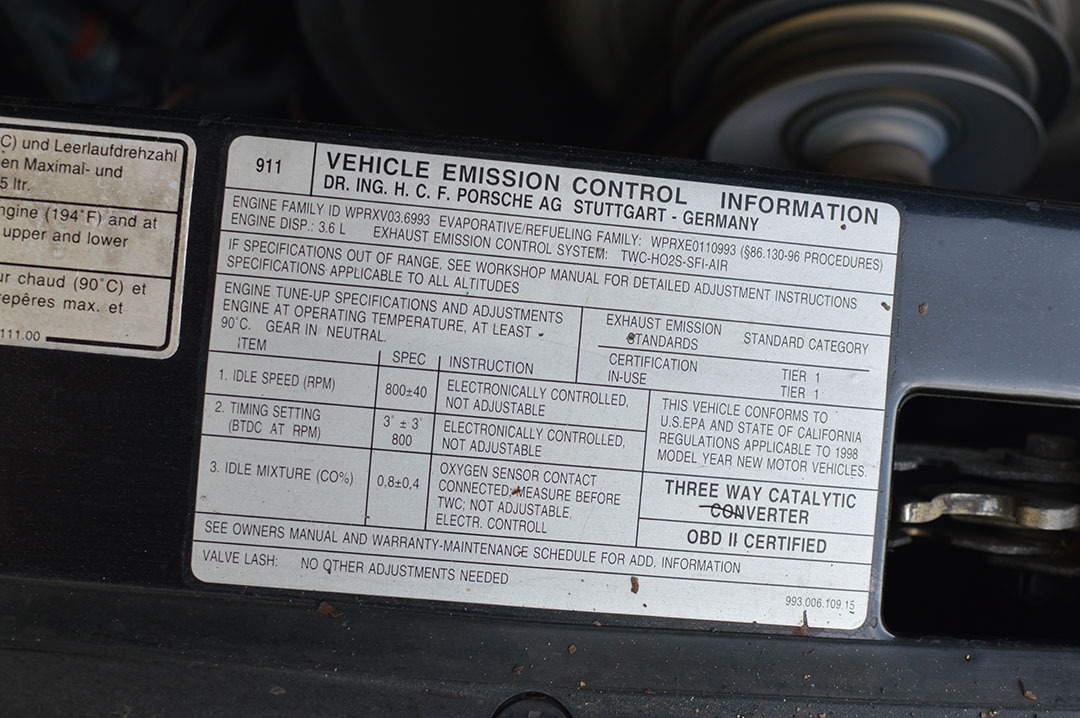 C) und Leerlaufdrehzahl
en Maximal- und
5 ltr.
ngine (194°F) and at
upper and lower
ur chaud (90°C) et
repères max. et
111.00
911
VEHICLE EMISSION CONTROL INFORMATION
DR. ING. H. C. F. PORSCHE AG STUTTGART - GERMANY
ENGINE FAMILY ID WPRXV03.6993 EVAPORATIVE/REFUELING FAMILY: WPRXE0110993 (§86.130-96 PROCEDURES)
ENGINE DISP.: 3.6 L EXHAUST EMISSION CONTROL SYSTEM: TWC-HO2S-SFI-AIR
IF SPECIFICATIONS OUT OF RANGE, SEE WORKSHOP MANUAL FOR DETAILED ADJUSTMENT INSTRUCTIONS
SPECIFICATIONS APPLICABLE TO ALL ALTITUDES
ENGINE TUNE-UP SPECIFICATIONS AND ADJUSTMENTS
ENGINE AT OPERATING TEMPERATURE, AT LEAST
90°C. GEAR IN NEUTRAL.
ITEM SPEC INSTRUCTION
1. IDLE SPEED (RPM) 800±40 ELECTRONICALLY CONTROLLED,
NOT ADJUSTABLE
2. TIMING SETTING 3° ± 3° ELECTRONICALLY CONTROLLED,
(BTDC AT RPM) 800 NOT ADJUSTABLE
3. IDLE MIXTURE (CO%) 0.8±0,4 OXYGEN SENSOR CONTACT
CONNECTED, MEASURE BEFORE
TWC; NOT ADJUSTABLE,
ELECTR. CONTROLL
EXHAUST EMISSION STANDARD CATEGORY
STANDARDS
CERTIFICATION TIER 1
IN-USE TIER 1
THIS VEHICLE CONFORMS TO
U.S.EPA AND STATE OF CALIFORNIA
REGULATIONS APPLICABLE TO 1998
MODEL YEAR NEW MOTOR VEHICLES.
THREE WAY CATALYTIC
CONVERTER
OBD II CERTIFIED
SEE OWNERS MANUAL AND WARRANTY-MAINTENANCE SCHEDULE FOR ADD. INFORMATION
VALVE LASH: NO OTHER ADJUSTMENTS NEEDED
993.006.109.15